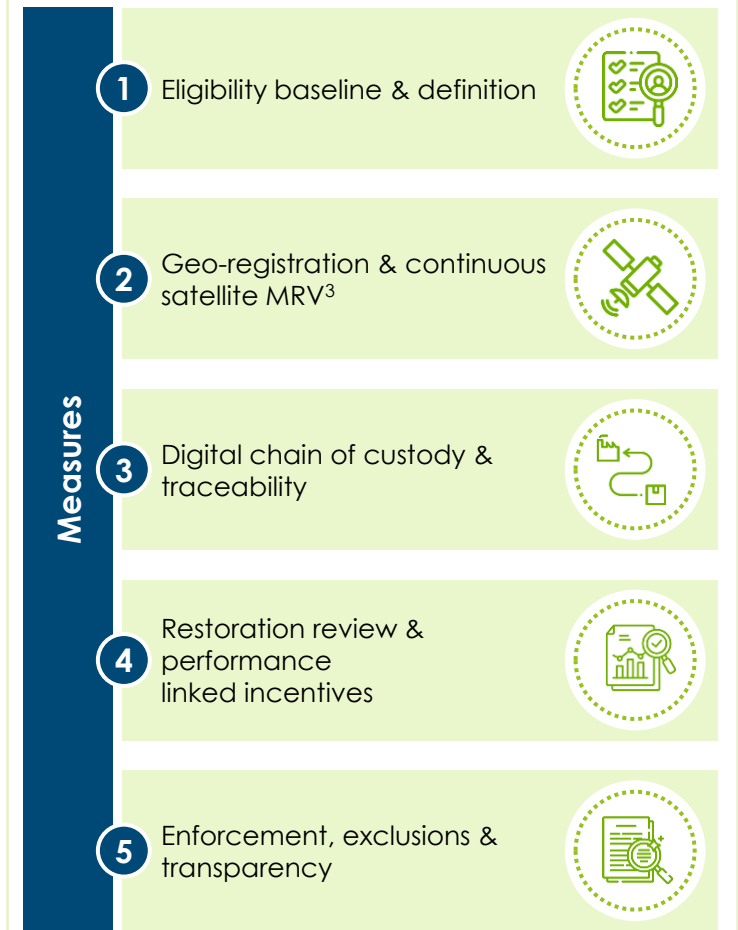 Measures
1
Eligibility baseline & definition
2
Geo-registration & continuous
satellite MRV3
3
Digital chain of custody &
traceability
4
Restoration review &
performance
linked incentives
5
Enforcement, exclusions &
transparency